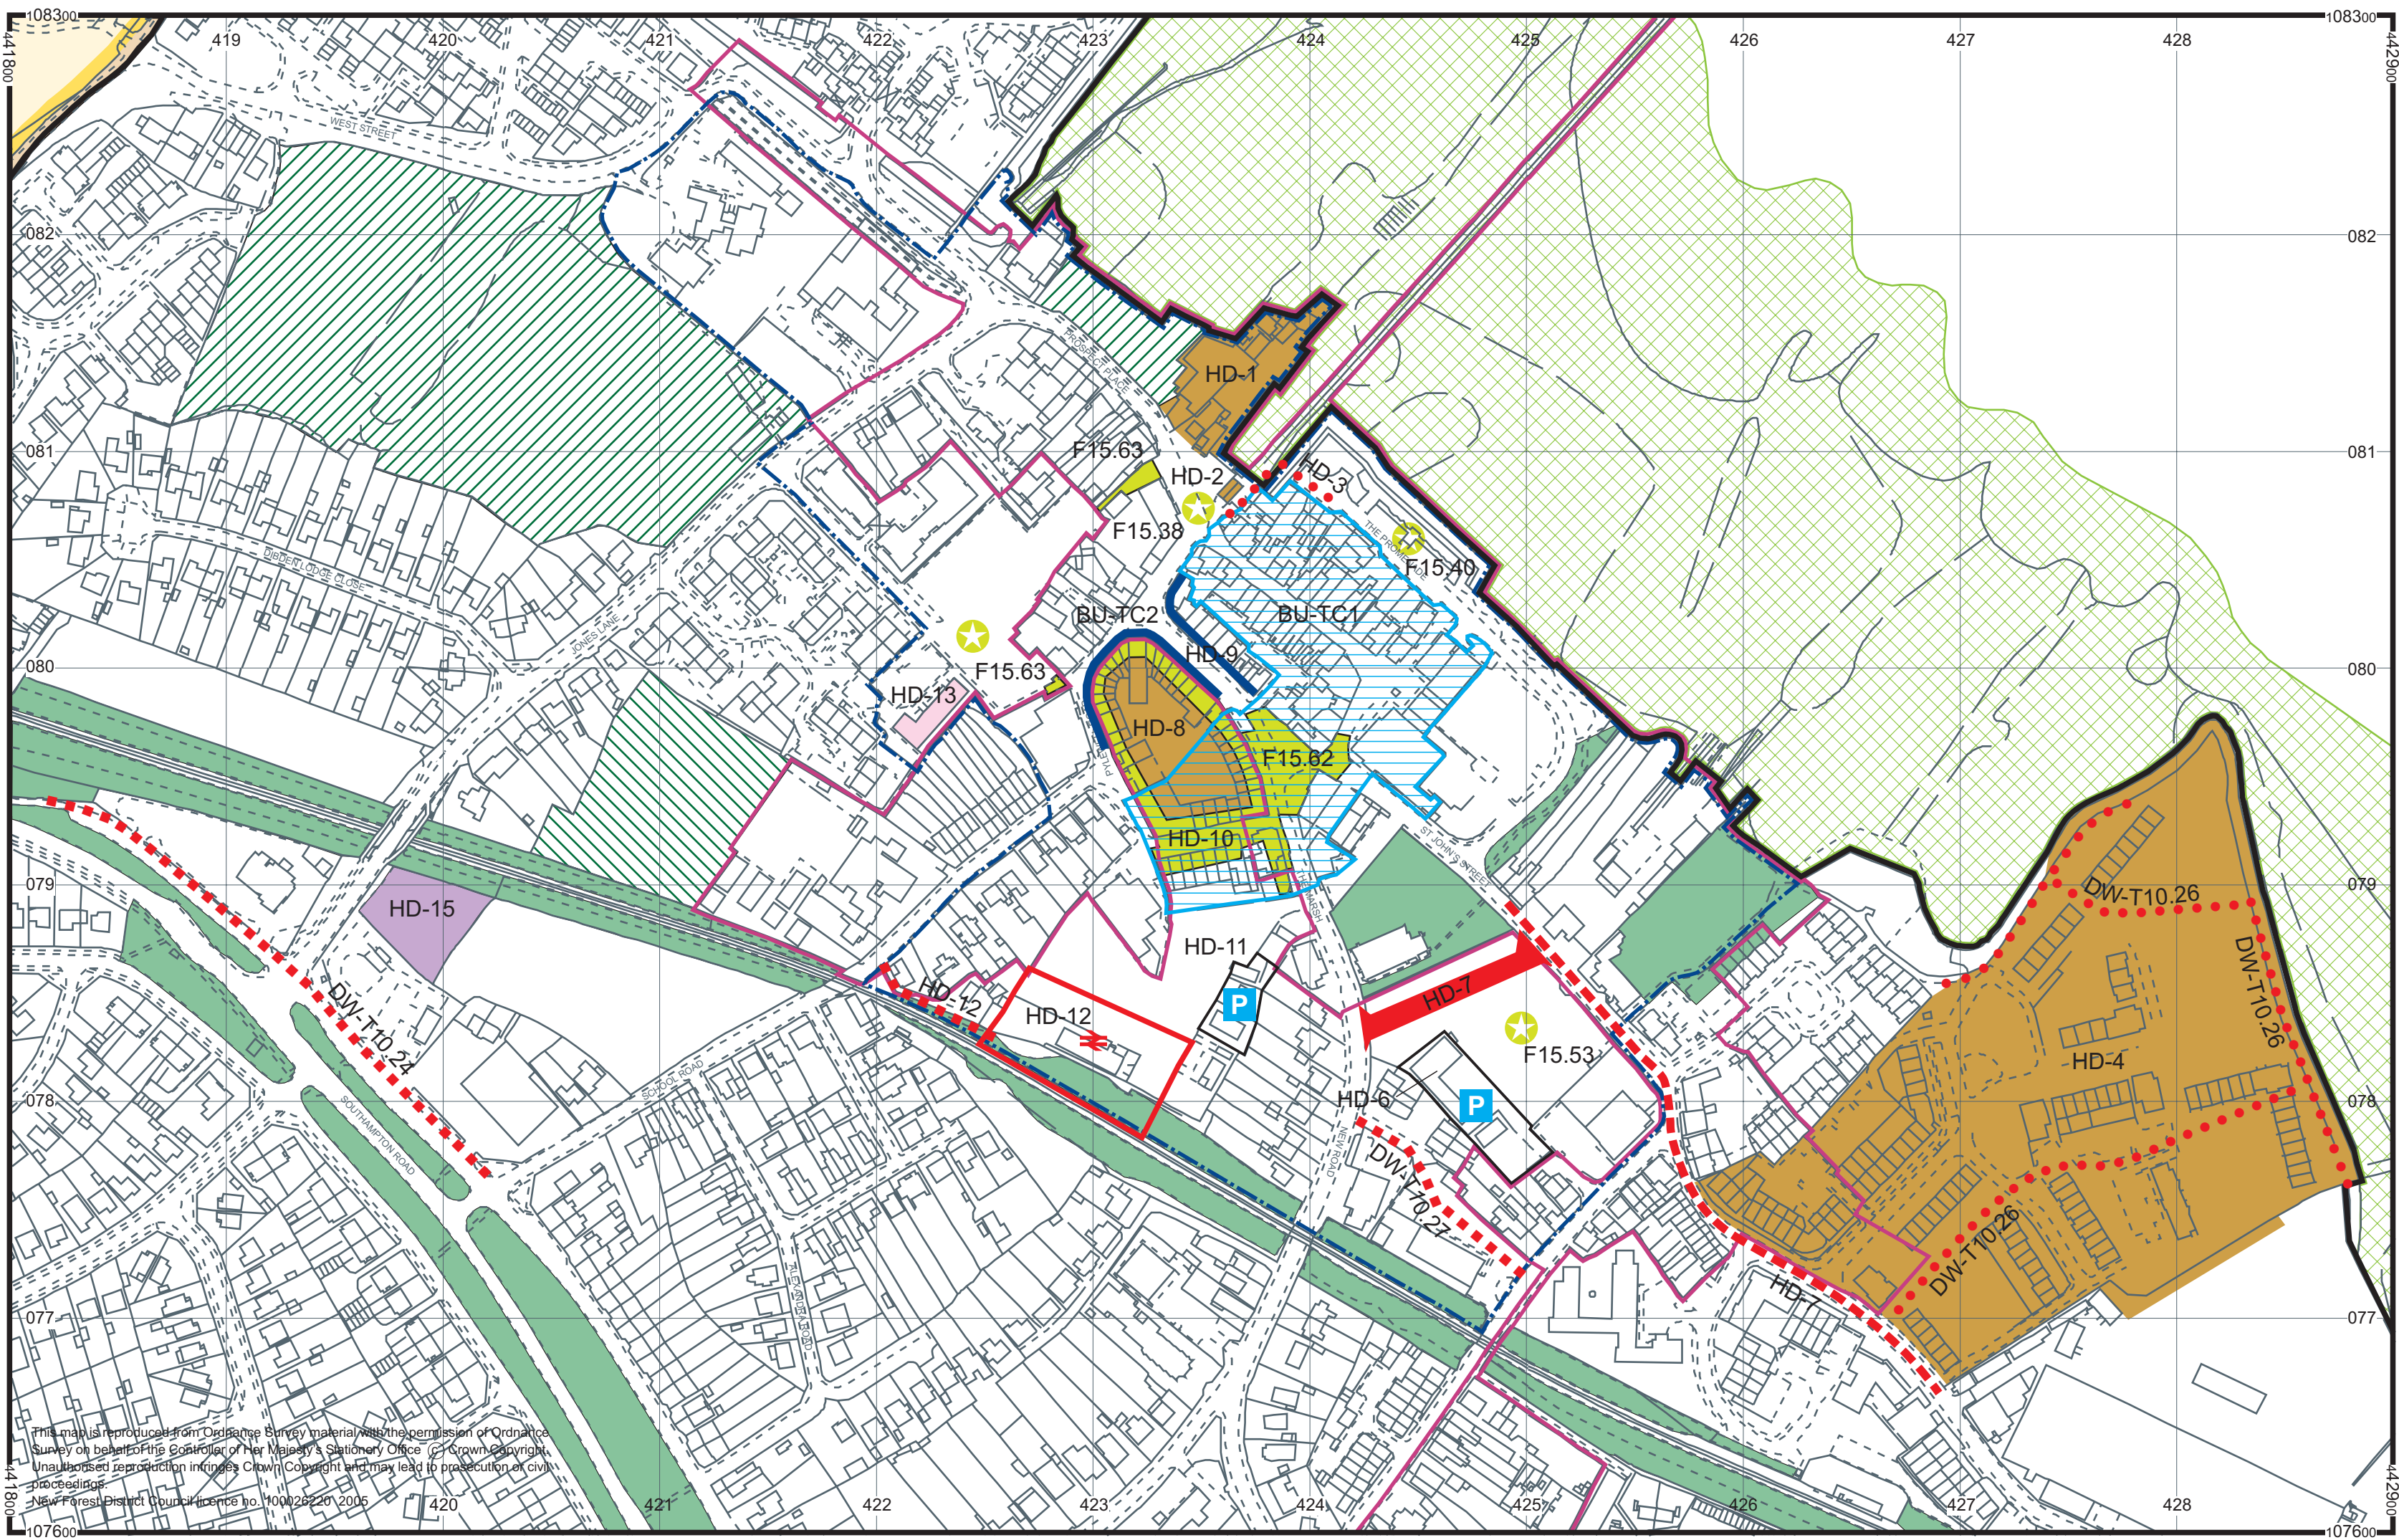 108300
108300
441800
442900
419
420
421
422
423
424
425
426
427
428
WEST STREET
082
082
PROSPECT PLACE
HD-1
081
081
F15.63
HD-2
HD-3
F15.38
THE PROMENADE
F15.40
DIBDEN LODGE CLOSE
JONES LANE
BU-TC2
BU-TC1
HD-9
080
080
F15.63
HD-13
HD-8
F15.62
HD-10
ST JOHN'S STREET
079
079
THE MARSH
HD-15
DW-T10.26
HD-11
DW-T10.26
HD-12
HD-12
HD-7
P
F15.53
DW-T10.24
HD-4
SCHOOL ROAD
HD-6
P
078
078
SOUTHAMPTON ROAD
NEW ROAD
DW-T10.27
DW-T10.26
ALEXANDRA ROAD
HD-7
077
077
This map is reproduced from Ordnance Survey material with the permission of Ordnance
Survey on behalf of the Controller of Her Majesty's Stationery Office (c) Crown Copyright.
Unauthorised reproduction infringes Crown Copyright and may lead to prosecution or civil
proceedings.
New Forest District Council licence no. 100026220 2005
441800
442900
420
421
422
423
424
425
426
427
428
107600
107600